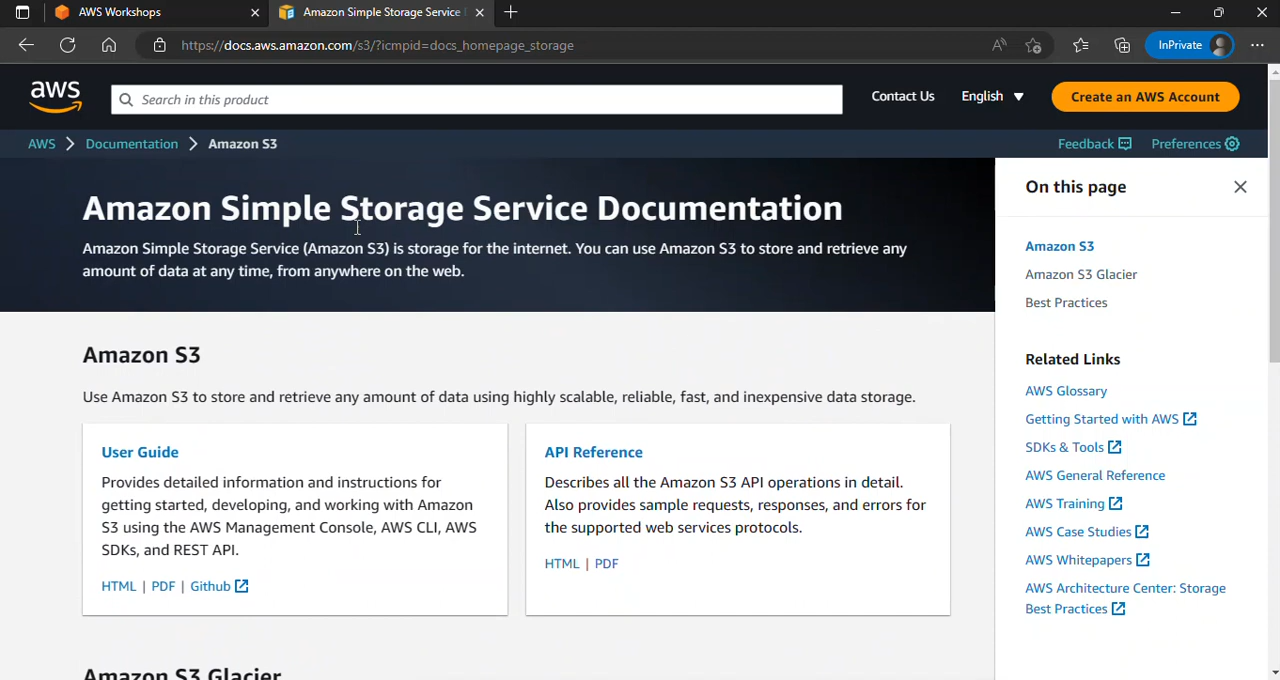 AWS Workshops
Amazon Simple Storage Service
https://docs.aws.amazon.com/s3/?icmpid=docs_homepage_storage
InPrivate
aws
Search in this product
Contact Us
English
Create an AWS Account
AWS > Documentation > Amazon S3
Feedback
Preferences
Amazon Simple Storage Service Documentation
Amazon Simple Storage Service (Amazon S3) is storage for the internet. You can use Amazon S3 to store and retrieve any
amount of data at any time, from anywhere on the web.
Amazon S3
Use Amazon S3 to store and retrieve any amount of data using highly scalable, reliable, fast, and inexpensive data storage.
User Guide
Provides detailed information and instructions for
getting started, developing, and working with Amazon
S3 using the AWS Management Console, AWS CLI, AWS
SDKs, and REST API.
HTML | PDF | Github
API Reference
Describes all the Amazon S3 API operations in detail.
Also provides sample requests, responses, and errors for
the supported web services protocols.
HTML | PDF
Amazon S3 Glacier
On this page
Amazon S3
Amazon S3 Glacier
Best Practices
Related Links
AWS Glossary
Getting Started with AWS
SDKs & Tools
AWS General Reference
AWS Training
AWS Case Studies
AWS Whitepapers
AWS Architecture Center: Storage
Best Practices